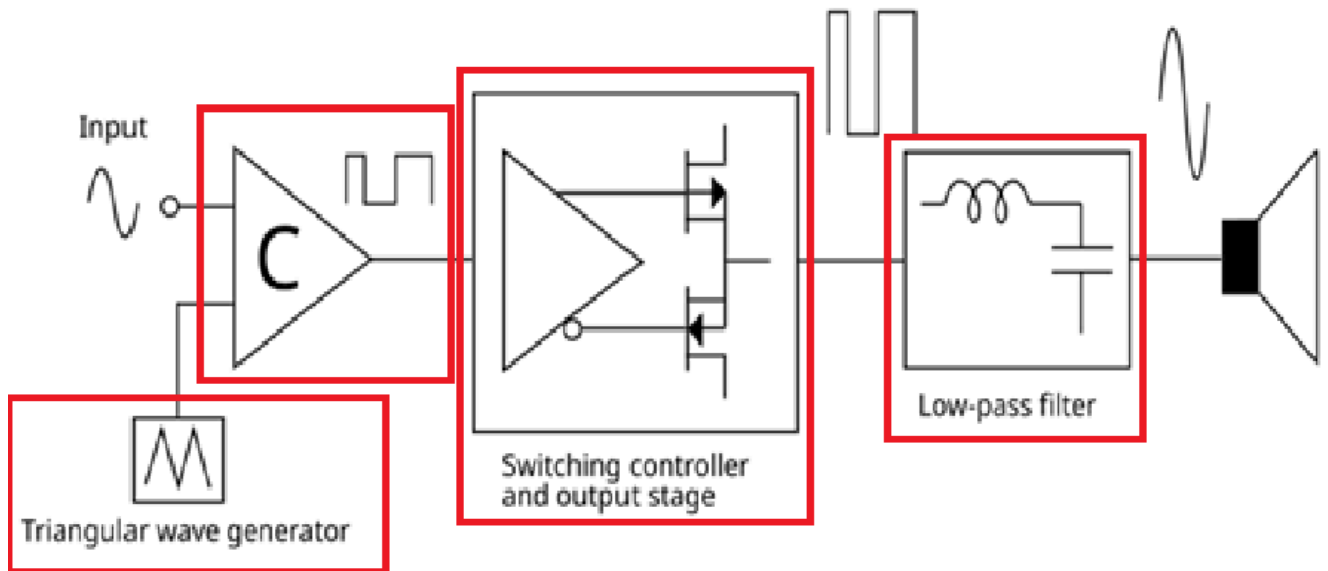 Input
C
Triangular wave generator
Switching controller
and output stage
Low-pass filter